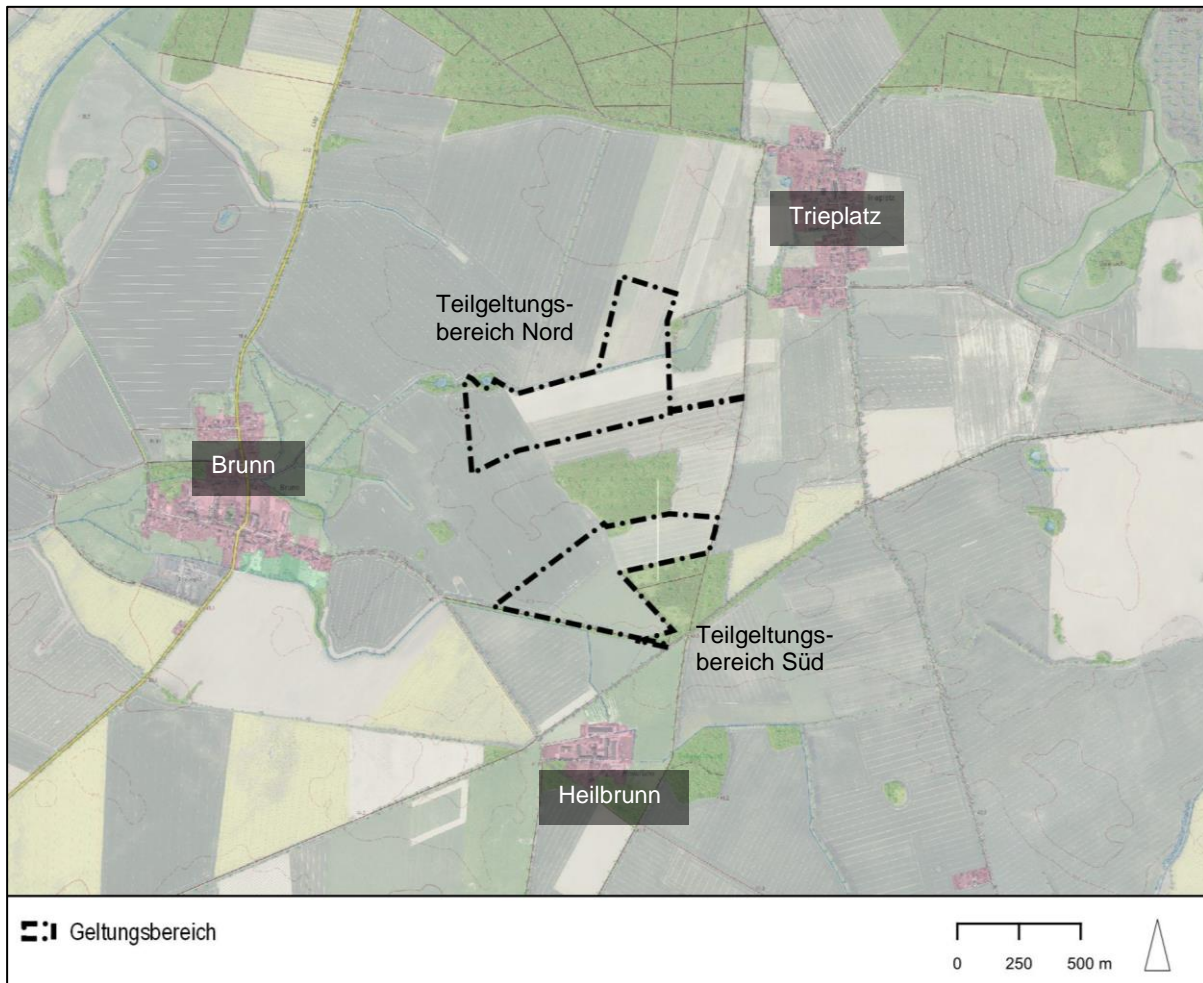 Trieplatz
Teilgeltungs-
bereich Nord
Brunn
Teilgeltungs-
bereich Süd
Heilbrunn
Geltungsbereich
0 250 500 m